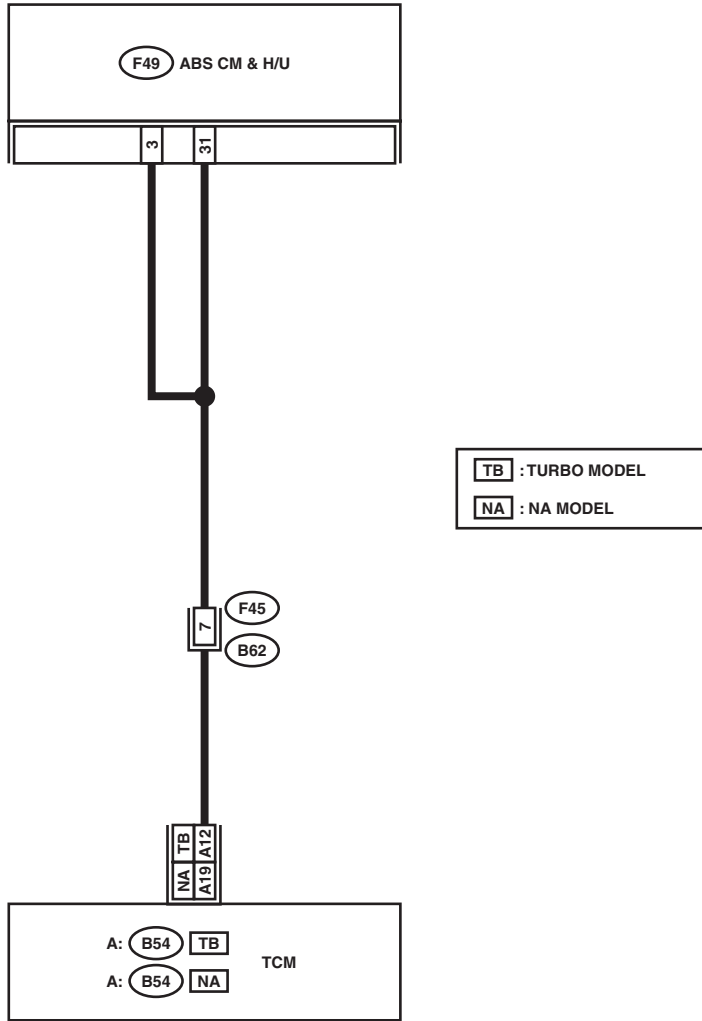 F49 ABS CM & H/U
3 31
TB : TURBO MODEL
NA : NA MODEL
F45
7
B62
TB A12
NA A19
A: B54 TB
TCM
A: B54 NA